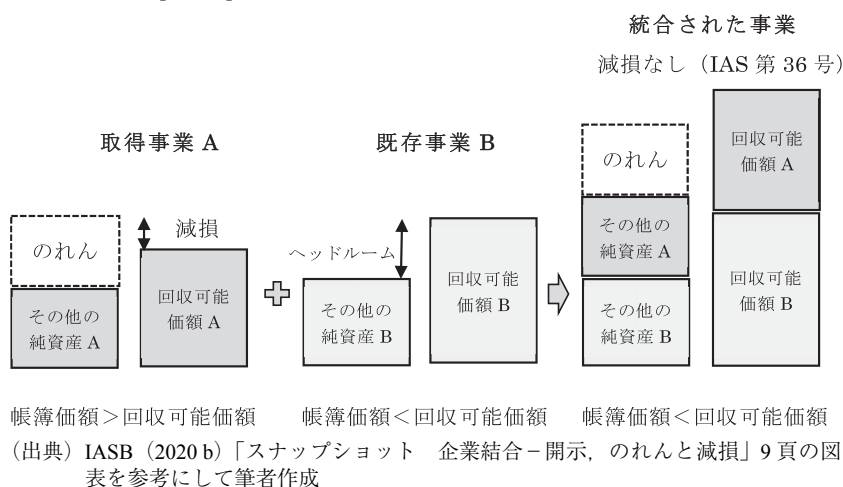 統合された事業
減損なし（IAS 第 36 号）
取得事業 A
既存事業 B
のれん
その他の
純資産 A
減損
回収可能
価額 A
ヘッドルーム
その他の
純資産 B
回収可能
価額 B
のれん
その他の
純資産 A
その他の
純資産 B
回収可能
価額 A
回収可能
価額 B
帳簿価額＞回収可能価額
帳簿価額＜回収可能価額
帳簿価額＜回収可能価額
（出典）IASB（2020 b）「スナップショット　企業結合－開示，のれんと減損」9 頁の図
表を参考にして筆者作成